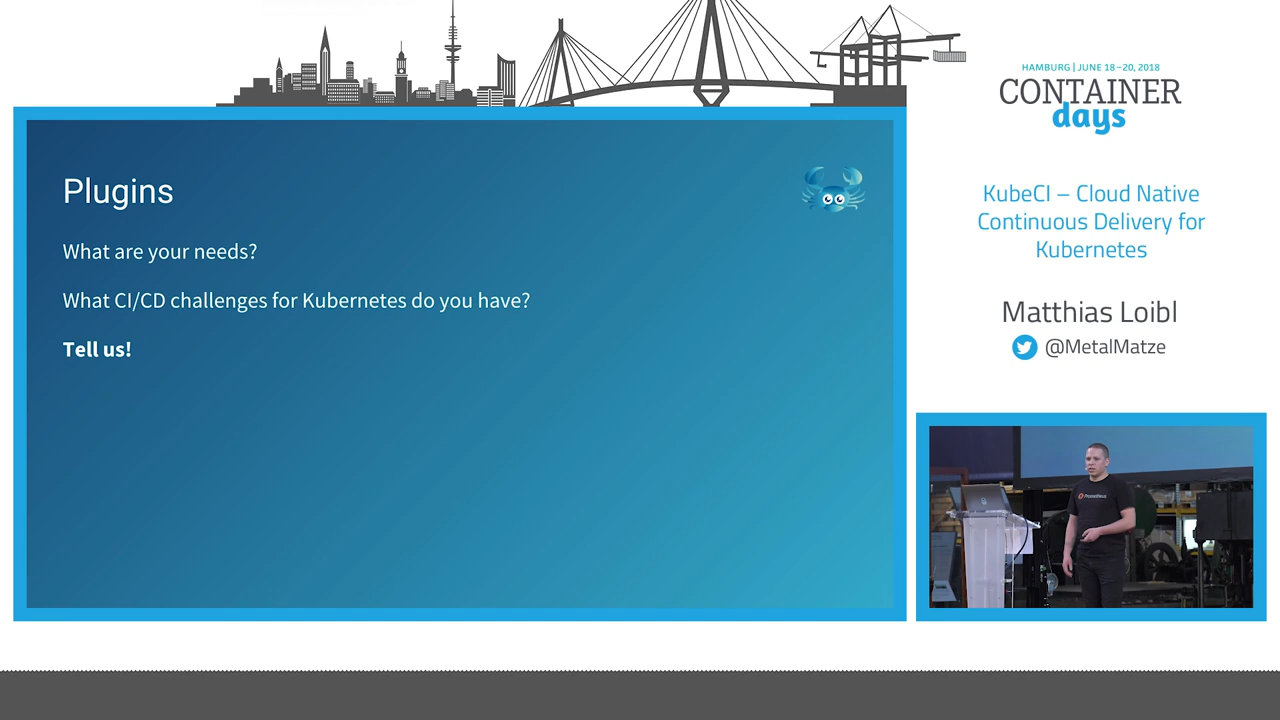 HAMBURG | JUNE 18–20, 2018
CONTAINER
days
Plugins
What are your needs?
What CI/CD challenges for Kubernetes do you have?
Tell us!
KubeCI – Cloud Native
Continuous Delivery for
Kubernetes
Matthias Loibl
@MetalMatze
Prometheus